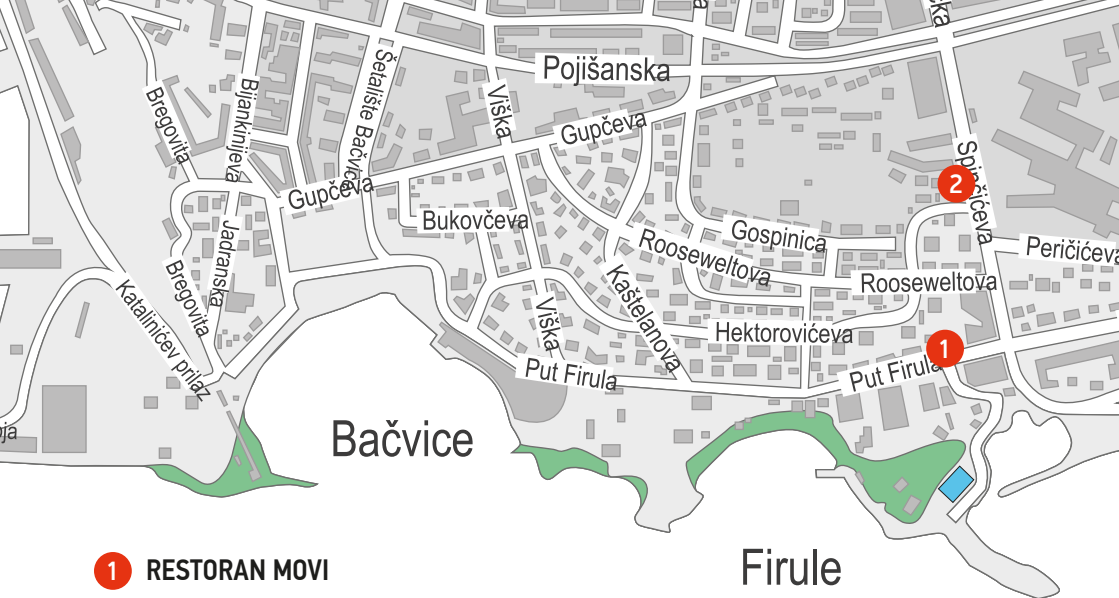 Pojišanska
Šetalište Bačvice
Bijankinijeva
Bregovita
Viška
Gupčeva
Gupčeva
Spinčićeva
2
Bukovčeva
Jadranska
Gospinica
Rooseweltova
Peričićeva
Bregovita
Kaštelanova
Rooseweltova
Katalinićev prilaz
Viška
Hektorovićeva
1
Put Firula
Put Firula
Bačvice
Firule
1 RESTORAN MOVI